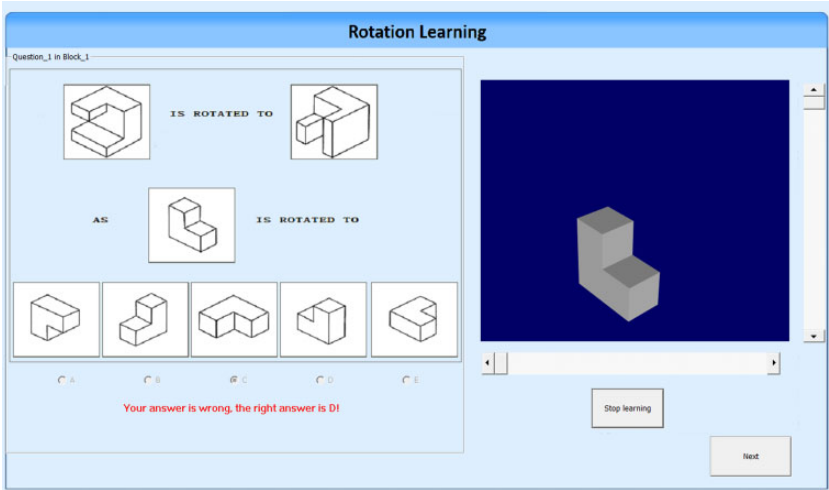 Rotation Learning
Question_1 in Block_1
IS ROTATED TO
AS
IS ROTATED TO
A
B
C
D
E
Your answer is wrong, the right answer is D!
Stop learning
Next